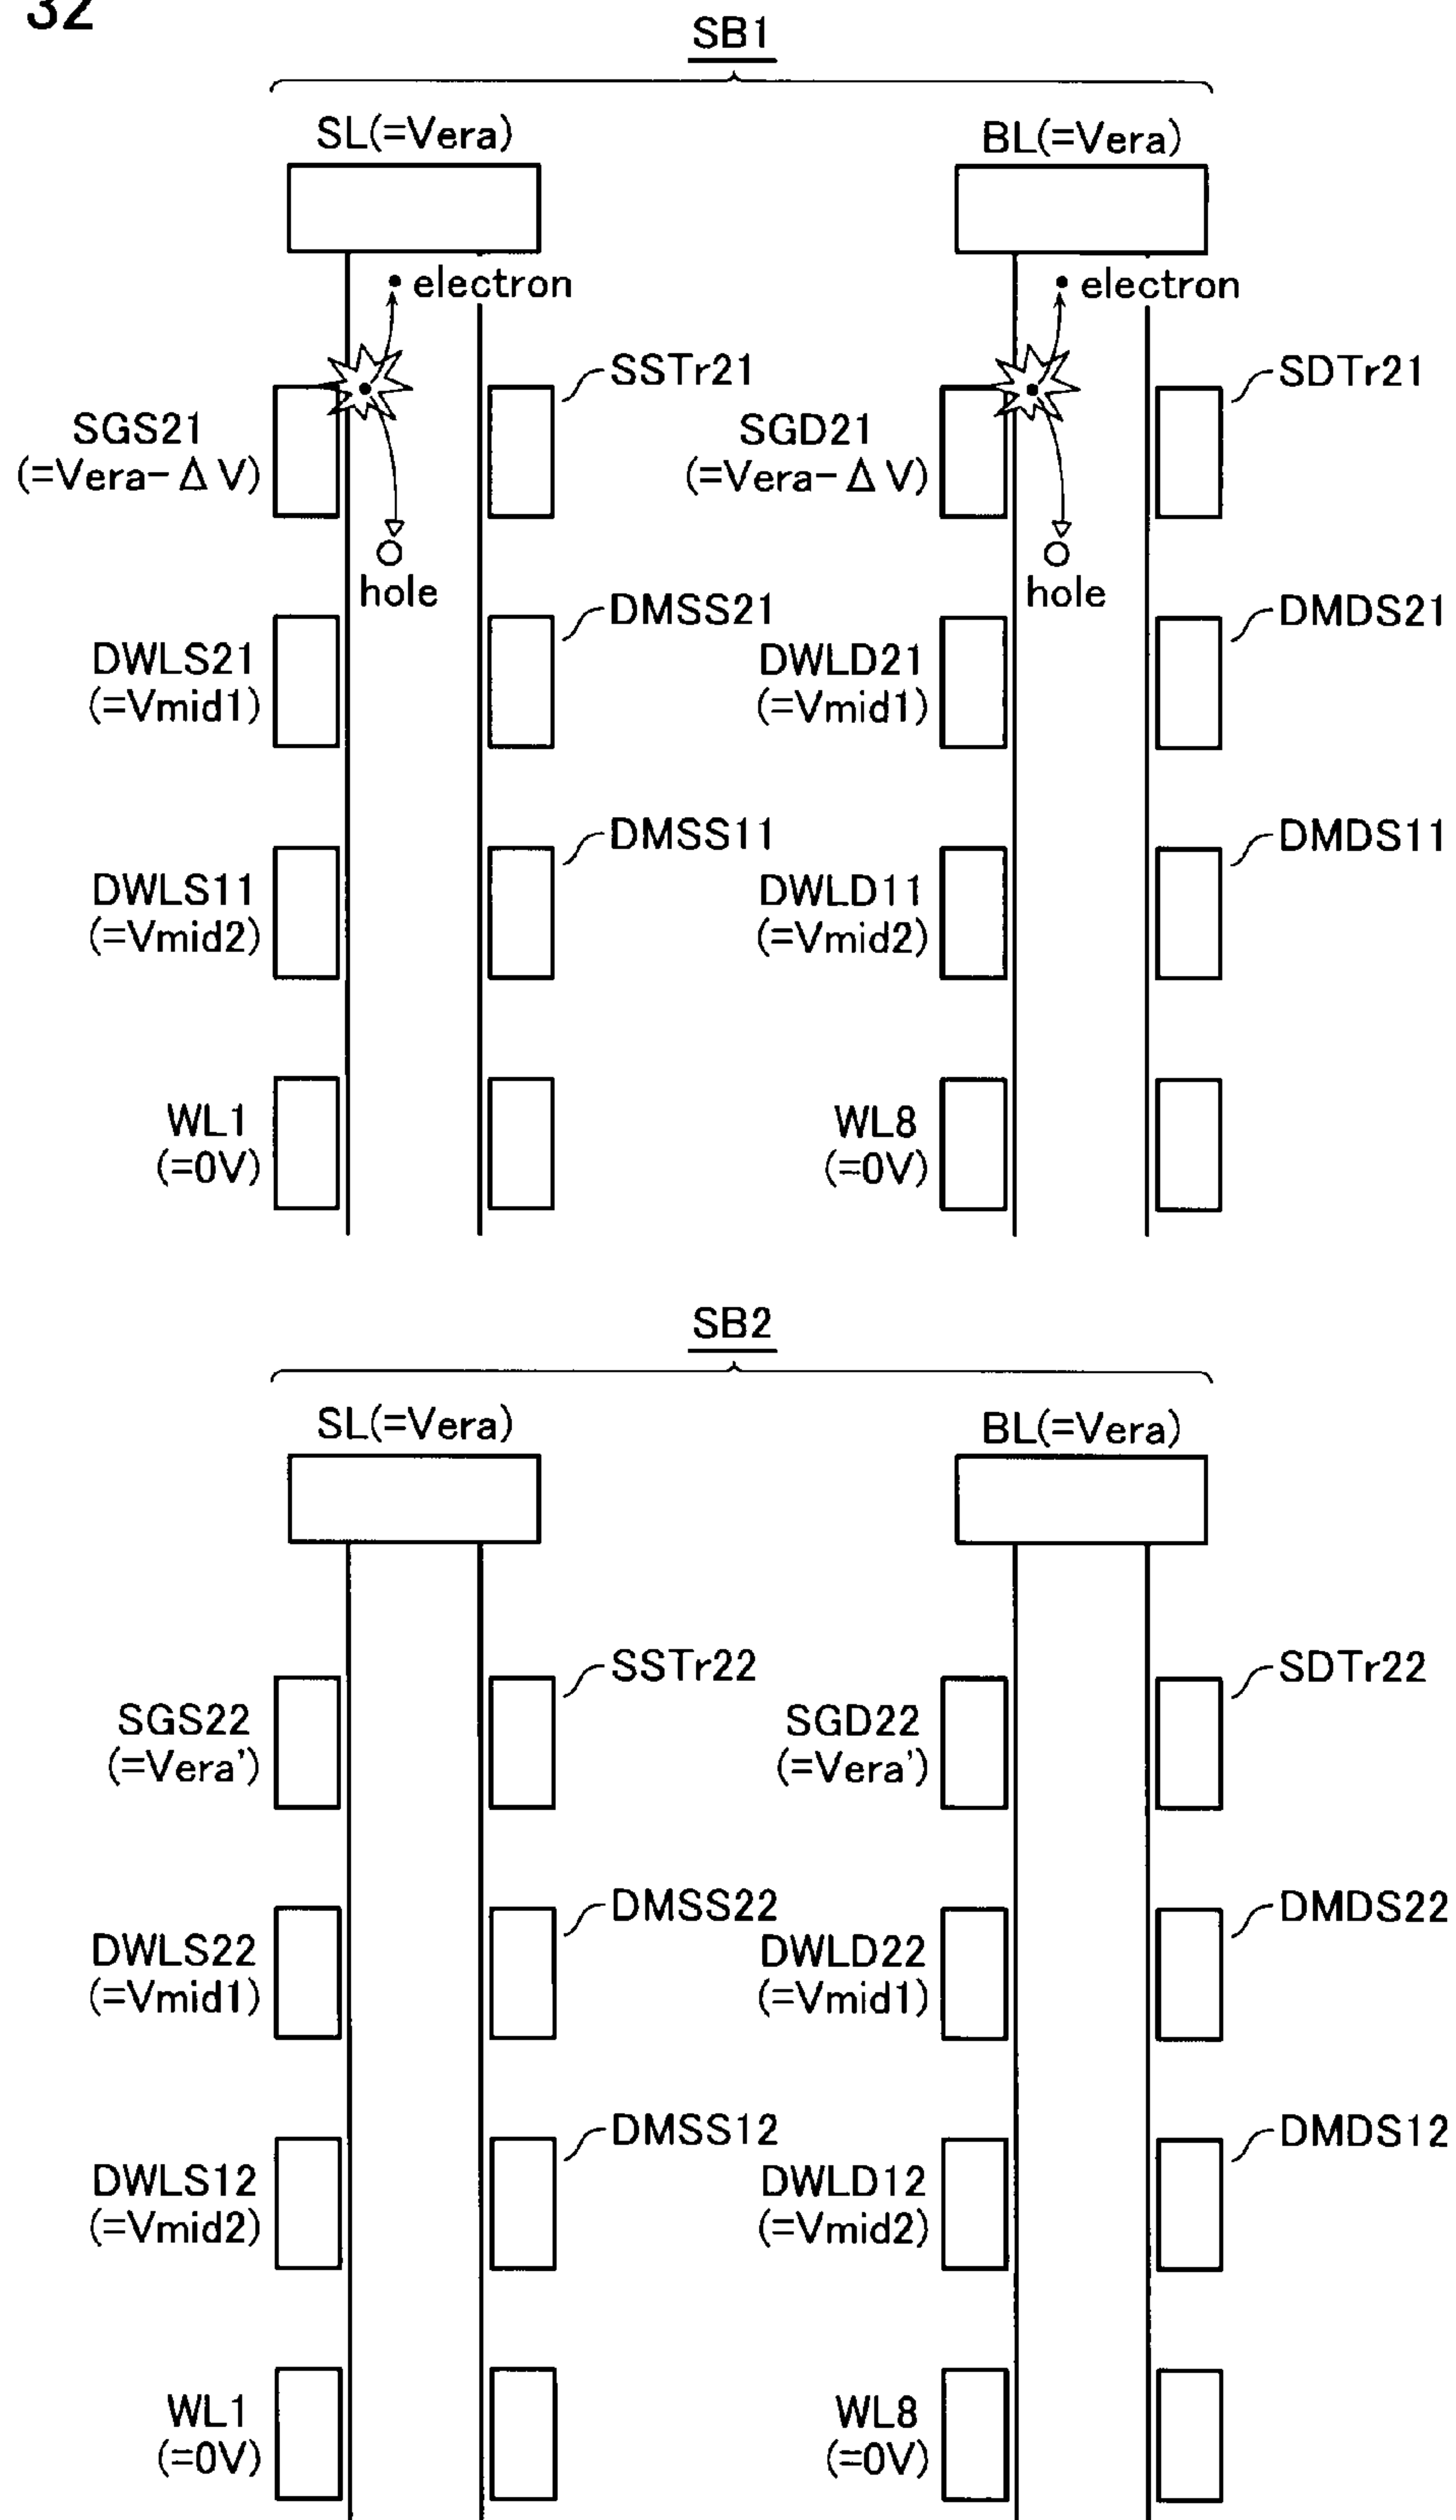 32
SB1
SL(=Vera)
BL(=Vera)
electron
electron
SSTr21
SDTr21
SGS21
(=Vera-ΔV)
SGD21
(=Vera-ΔV)
hole
hole
DMSS21
DMDS21
DWLS21
(=Vmid1)
DWLD21
(=Vmid1)
DMSS11
DMDS11
DWLS11
(=Vmid2)
DWLD11
(=Vmid2)
WL1
(=0V)
WL8
(=0V)
SB2
SL(=Vera)
BL(=Vera)
SSTr22
SDTr22
SGS22
(=Vera')
SGD22
(=Vera')
DMSS22
DMDS22
DWLS22
(=Vmid1)
DWLD22
(=Vmid1)
DMSS12
DMDS12
DWLS12
(=Vmid2)
DWLD12
(=Vmid2)
WL1
(=0V)
WL8
(=0V)